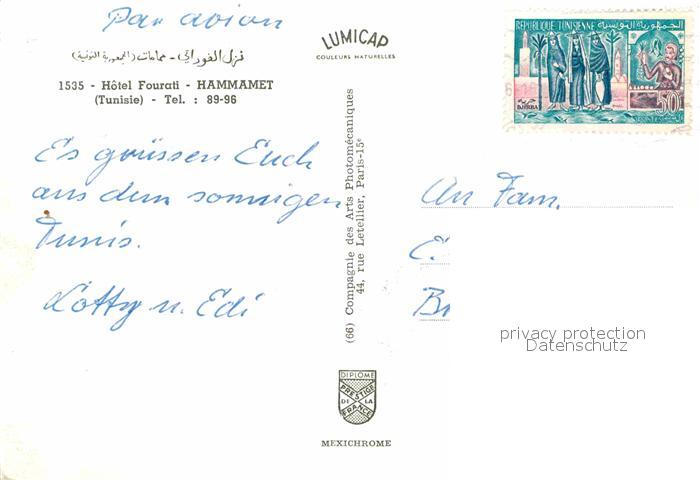 Par avion
نزل الفوراتي - حمامات (الجمهورية التونسية)
1535 - Hôtel Fourati - HAMMAMET
(Tunisie) - Tel. : 89-96
Es grüssen Euch
aus dem sonnigen
Tunis.
Lotty u. Edi
LUMICAP
COULEURS NATURELLES
(66) Compagnie des Arts Photomécaniques
44, rue Letellier, Paris-15e
DIPLOME
PRESTIGE
DE LA
FRANCE
MEXICHROME
REPUBLIQUE TUNISIENNE الجمهورية التونسية
جربة
DJERBA
50
An Fam.
E.
privacy protection
Datenschutz